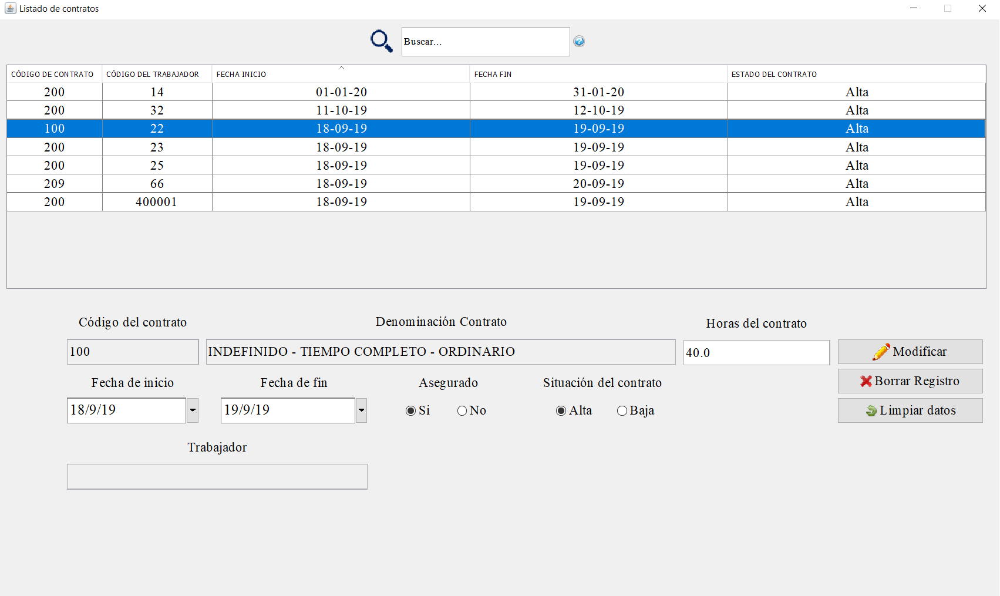 Listado de contratos
Buscar...
CÓDIGO DE CONTRATO CÓDIGO DEL TRABAJADOR FECHA INICIO FECHA FIN ESTADO DEL CONTRATO
200 14 01-01-20 31-01-20 Alta
200 32 11-10-19 12-10-19 Alta
100 22 18-09-19 19-09-19 Alta
200 23 18-09-19 19-09-19 Alta
200 25 18-09-19 19-09-19 Alta
209 66 18-09-19 20-09-19 Alta
200 400001 18-09-19 19-09-19 Alta
Código del contrato Denominación Contrato Horas del contrato
100 INDEFINIDO - TIEMPO COMPLETO - ORDINARIO 40.0 Modificar
Fecha de inicio Fecha de fin Asegurado Situación del contrato Borrar Registro
18/9/19 19/9/19 Si No Alta Baja Limpiar datos
Trabajador